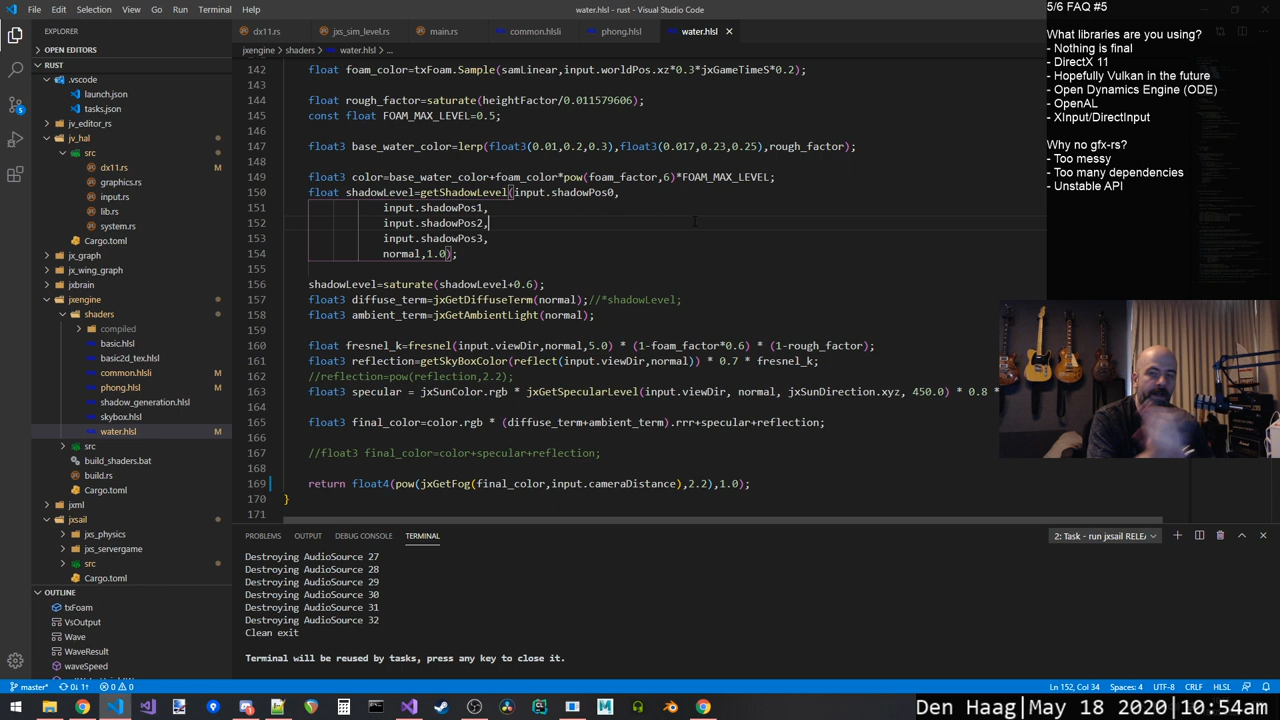 File Edit Selection View Go Run Terminal Help
water.hlsl - rust - Visual Studio Code
5/6 FAQ #5
What libraries are you using?
- Nothing is final
- DirectX 11
- Hopefully Vulkan in the future
- Open Dynamics Engine (ODE)
- OpenAL
- XInput/DirectInput
Why no gfx-rs?
- Too messy
- Too many dependencies
- Unstable API
EXPLORER
OPEN EDITORS
RUST
.vscode
launch.json
tasks.json
jv_editor_rs
jv_hal
src
dx11.rs
graphics.rs
input.rs
lib.rs
system.rs
Cargo.toml
jx_graph
jx_wing_graph
jxbrain
jxengine
shaders
compiled
basic.hlsl
basic2d_tex.hlsl
common.hlsli M
phong.hlsl M
shadow_generation.hlsl
skybox.hlsl
water.hlsl M
src
build_shaders.bat
build.rs
Cargo.toml
jxml
jxsail
jxs_physics
jxs_servergame
src
Cargo.toml
OUTLINE
txFoam
VsOutput
Wave
WaveResult
waveSpeed
dx11.rs jxs_sim_level.rs main.rs common.hlsli phong.hlsl water.hlsl
jxengine > shaders > water.hlsl > ...
142 float foam_color=txFoam.Sample(samLinear,input.worldPos.xz*0.3*jxGameTimeS*0.2);
143
144 float rough_factor=saturate(heightFactor/0.011579606);
145 const float FOAM_MAX_LEVEL=0.5;
146
147 float3 base_water_color=lerp(float3(0.01,0.2,0.3),float3(0.017,0.23,0.25),rough_factor);
148
149 float3 color=base_water_color+foam_color*pow(foam_factor,6)*FOAM_MAX_LEVEL;
150 float shadowLevel=getShadowLevel(input.shadowPos0,
151 input.shadowPos1,
152 input.shadowPos2,
153 input.shadowPos3,
154 normal,1.0);
155
156 shadowLevel=saturate(shadowLevel+0.6);
157 float3 diffuse_term=jxGetDiffuseTerm(normal);//*shadowLevel;
158 float3 ambient_term=jxGetAmbientLight(normal);
159
160 float fresnel_k=fresnel(input.viewDir,normal,5.0) * (1-foam_factor*0.6) * (1-rough_factor);
161 float3 reflection=getSkyBoxColor(reflect(input.viewDir,normal)) * 0.7 * fresnel_k;
162 //reflection=pow(reflection,2.2);
163 float3 specular = jxSunColor.rgb * jxGetSpecularLevel(input.viewDir, normal, jxSunDirection.xyz, 450.0) * 0.8 *
164
165 float3 final_color=color.rgb * (diffuse_term+ambient_term).rrr+specular+reflection;
166
167 //float3 final_color=color+specular+reflection;
168
169 return float4(pow(jxGetFog(final_color,input.cameraDistance),2.2),1.0);
170 }
171
PROBLEMS OUTPUT DEBUG CONSOLE TERMINAL
2: Task - run jxsail RELEA
Destroying AudioSource 27
Destroying AudioSource 28
Destroying AudioSource 29
Destroying AudioSource 30
Destroying AudioSource 31
Destroying AudioSource 32
Clean exit
Terminal will be reused by tasks, press any key to close it.
master* 0↓ 1↑ 0 0
Ln 152, Col 34 Spaces: 4 UTF-8 CRLF HLSL
Den Haag|May 18 2020|10:54am